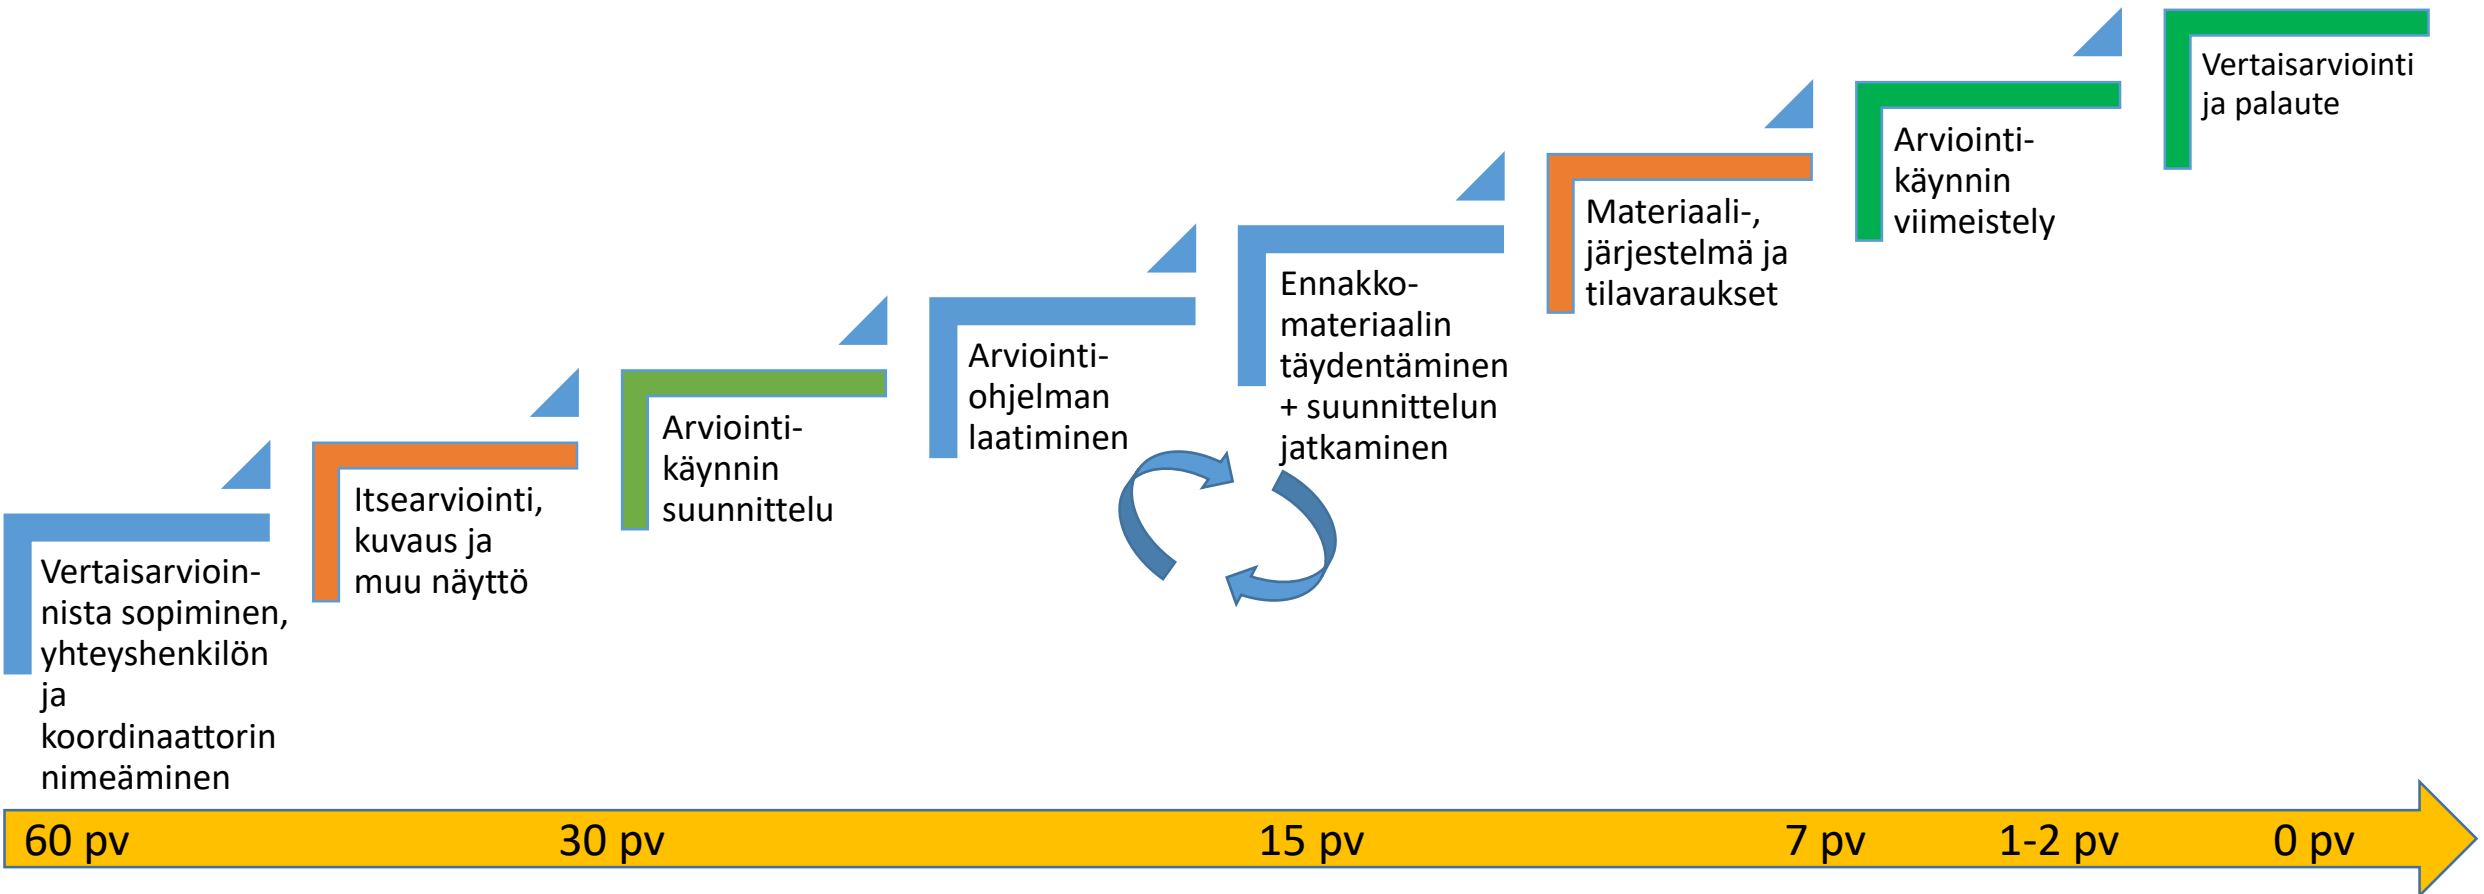 Vertaisarvioin-
nista sopiminen,
yhteyshenkilön
ja
koordinaattorin
nimeäminen
Itsearviointi,
kuvaus ja
muu näyttö
Arviointi-
käynnin
suunnittelu
Arviointi-
ohjelman
laatiminen
Ennakko-
materiaalin
täydentäminen
+ suunnittelun
jatkaminen
Materiaali-,
järjestelmä ja
tilavaraukset
Arviointi-
käynnin
viimeistely
Vertaisarviointi
ja palaute
60 pv 30 pv 15 pv 7 pv 1-2 pv 0 pv